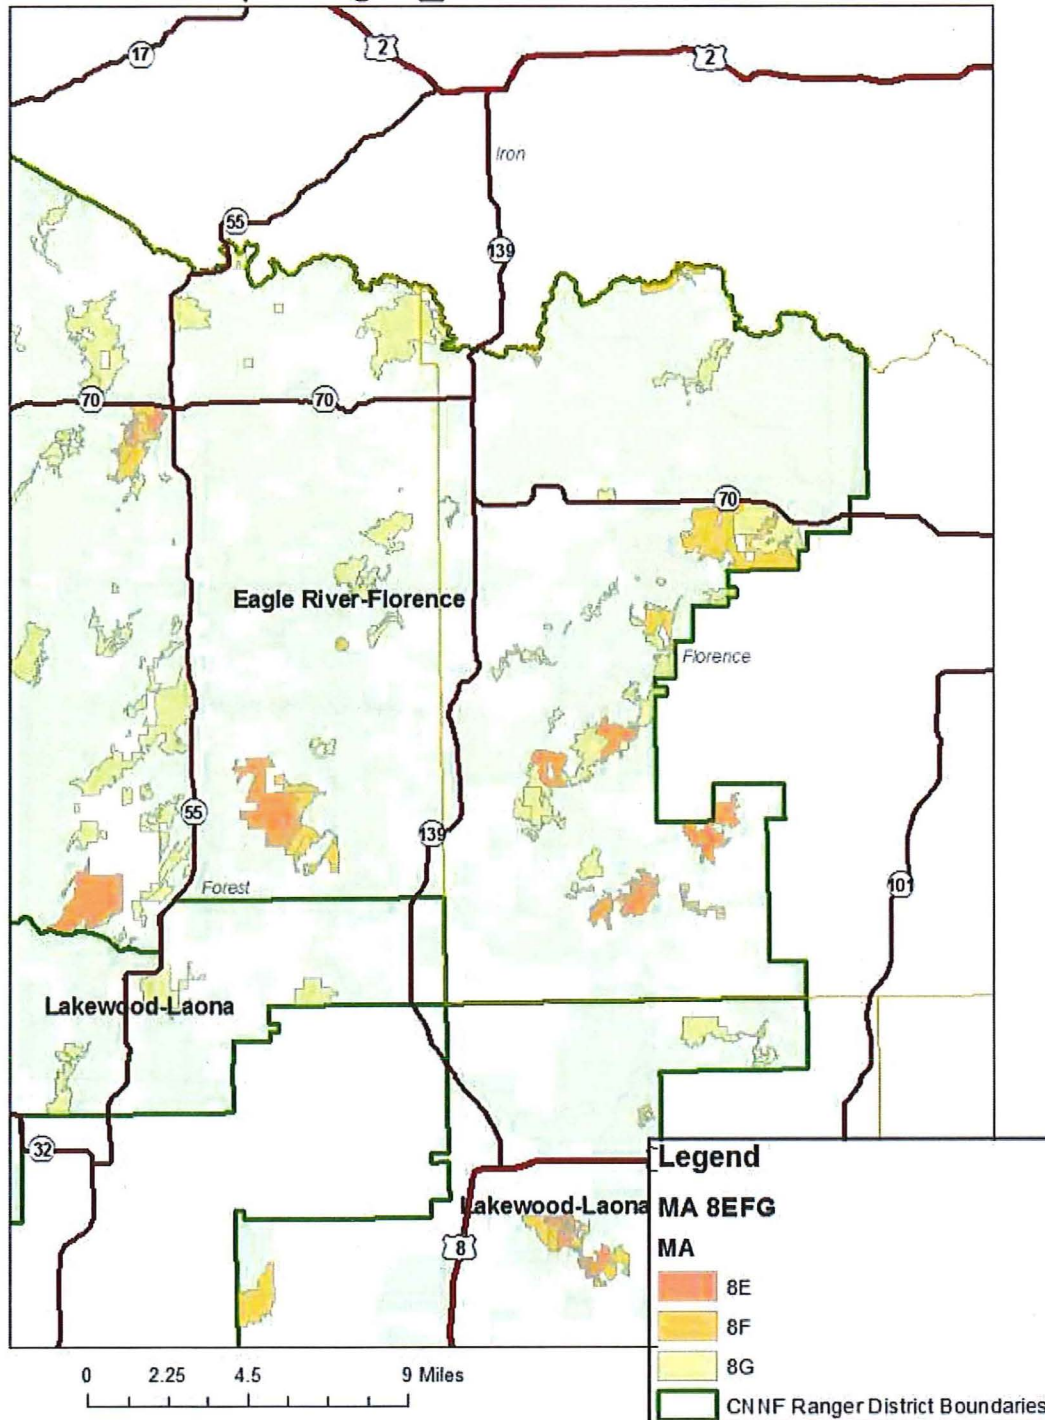 17
2
2
Iron
55
139
70
70
70
Eagle River-Florence
Florence
55
139
101
Forest
Lakewood-Laona
32
Lakewood-Laona
8
Legend
MA 8EFG
MA
8E
8F
8G
CNNF Ranger District Boundaries
0 2.25 4.5 9 Miles